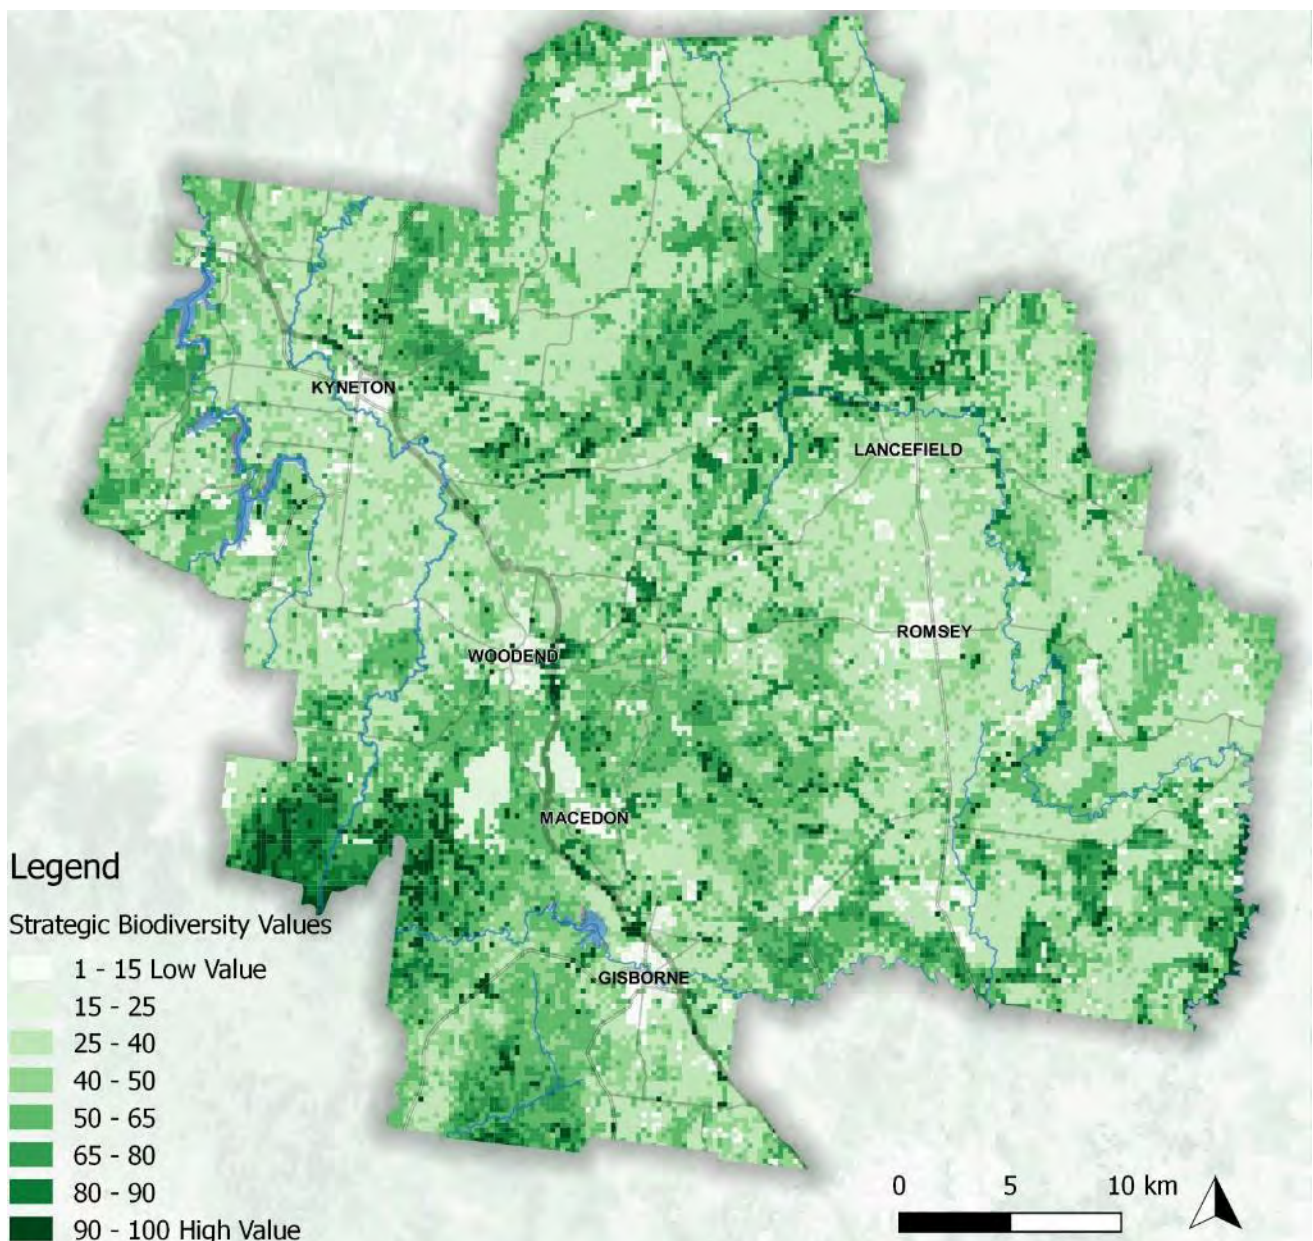 KYNETON
LANCEFIELD
ROMSEY
WOODEND
MACEDON
GISBORNE
Legend
Strategic Biodiversity Values
1 - 15 Low Value
15 - 25
25 - 40
40 - 50
50 - 65
65 - 80
80 - 90
90 - 100 High Value
0 5 10 km